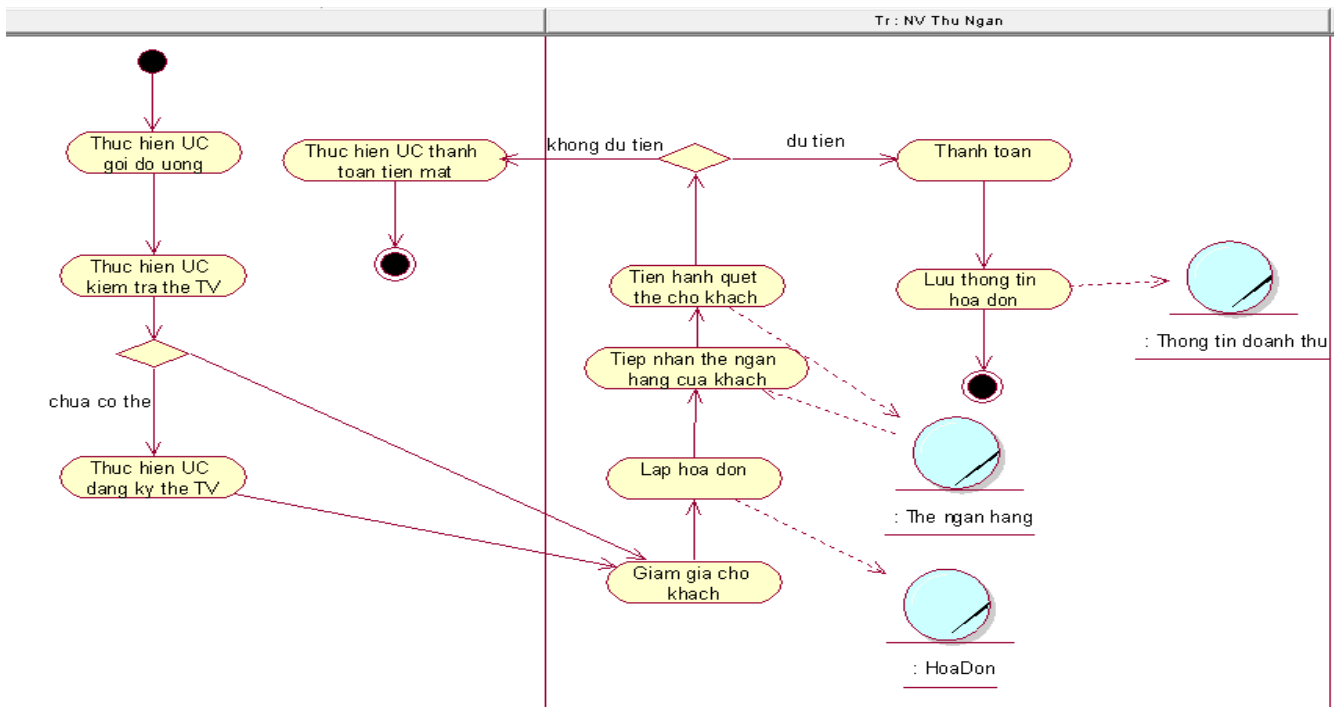 Tr : NV Thu Ngan
Thuc hien UC
goi do uong
Thuc hien UC
kiem tra the TV
chua co the
Thuc hien UC
dang ky the TV
Thuc hien UC thanh
toan tien mat
khong du tien
du tien
Thanh toan
Luu thong tin
hoa don
: Thong tin doanh thu
Tien hanh quet
the cho khach
Tiep nhan the ngan
hang cua khach
: The ngan hang
Lap hoa don
Giam gia cho
khach
: HoaDon